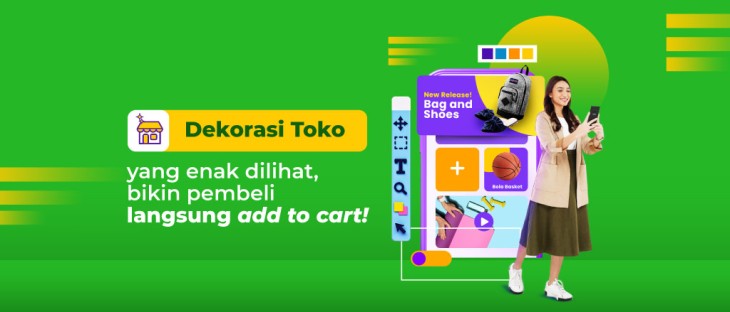 Dekorasi Toko
yang enak dilihat,
bikin pembeli
langsung add to cart!
New Release!
Bag and
Shoes
T
Bola Basket